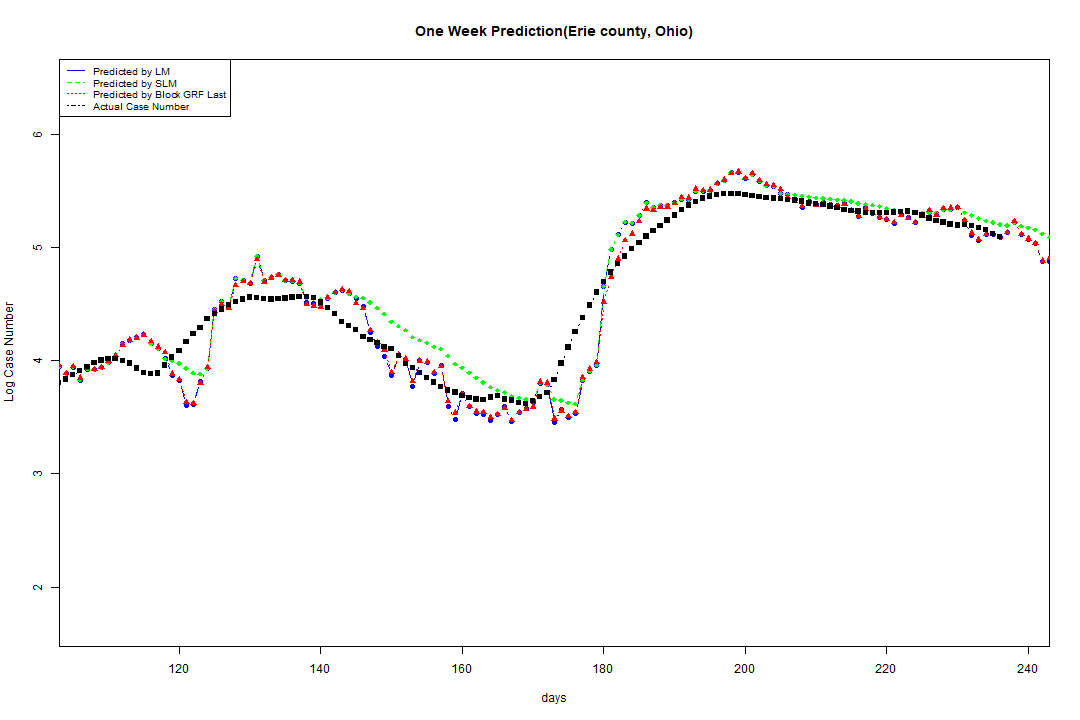 One Week Prediction(Erie county, Ohio)
Predicted by LM
Predicted by SLM
Predicted by Block GRF Last
Actual Case Number
Log Case Number
6
5
4
3
2
120 140 160 180 200 220 240
days